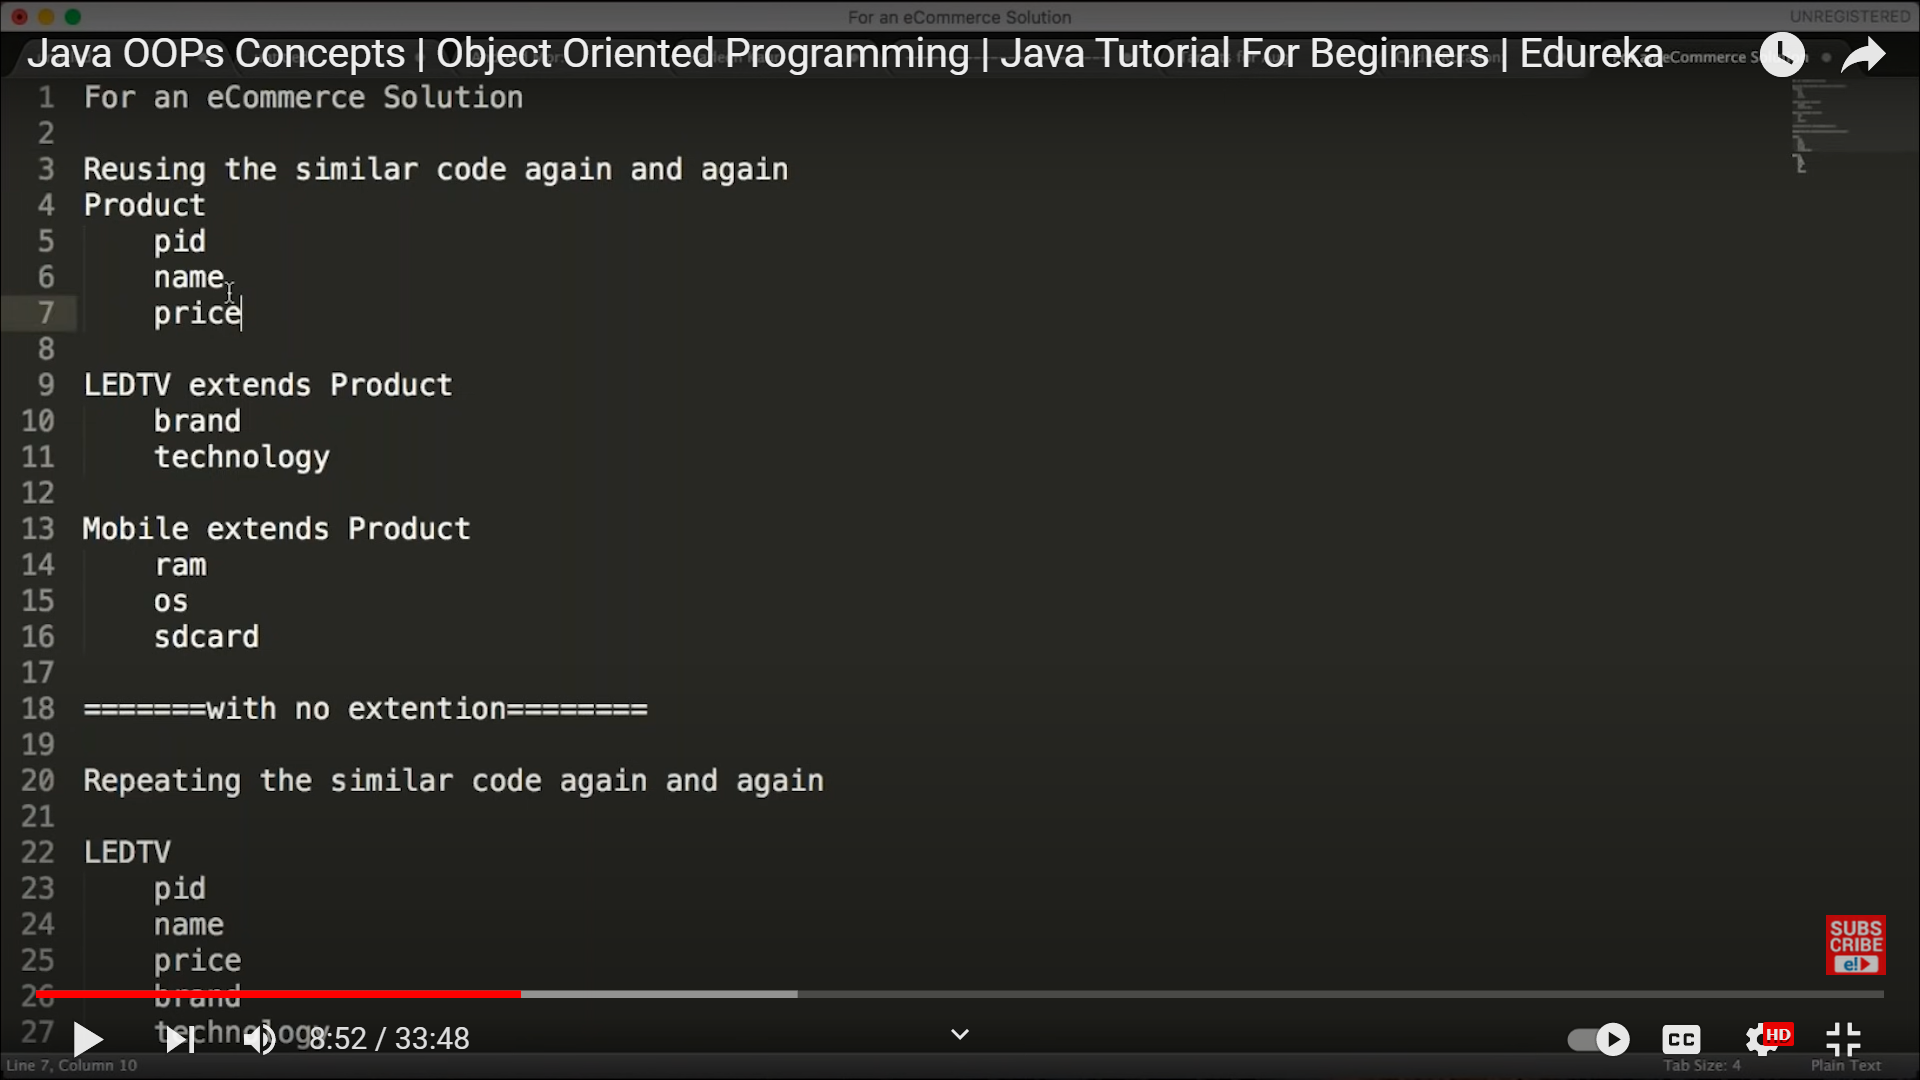 For an eCommerce Solution
UNREGISTERED
Java OOPs Concepts | Object Oriented Programming | Java Tutorial For Beginners | Edureka
eCommerce
1 For an eCommerce Solution
2
3 Reusing the similar code again and again
4 Product
5 pid
6 name
7 price
8
9 LEDTV extends Product
10 brand
11 technology
12
13 Mobile extends Product
14 ram
15 os
16 sdcard
17
18 =======with no extention========
19
20 Repeating the similar code again and again
21
22 LEDTV
23 pid
24 name
25 price
26 brand
27 technology
SUBS
CRIBE
e!
8:52 / 33:48
CC
HD
Line 7, Column 10
Tab Size: 4
Plain Text